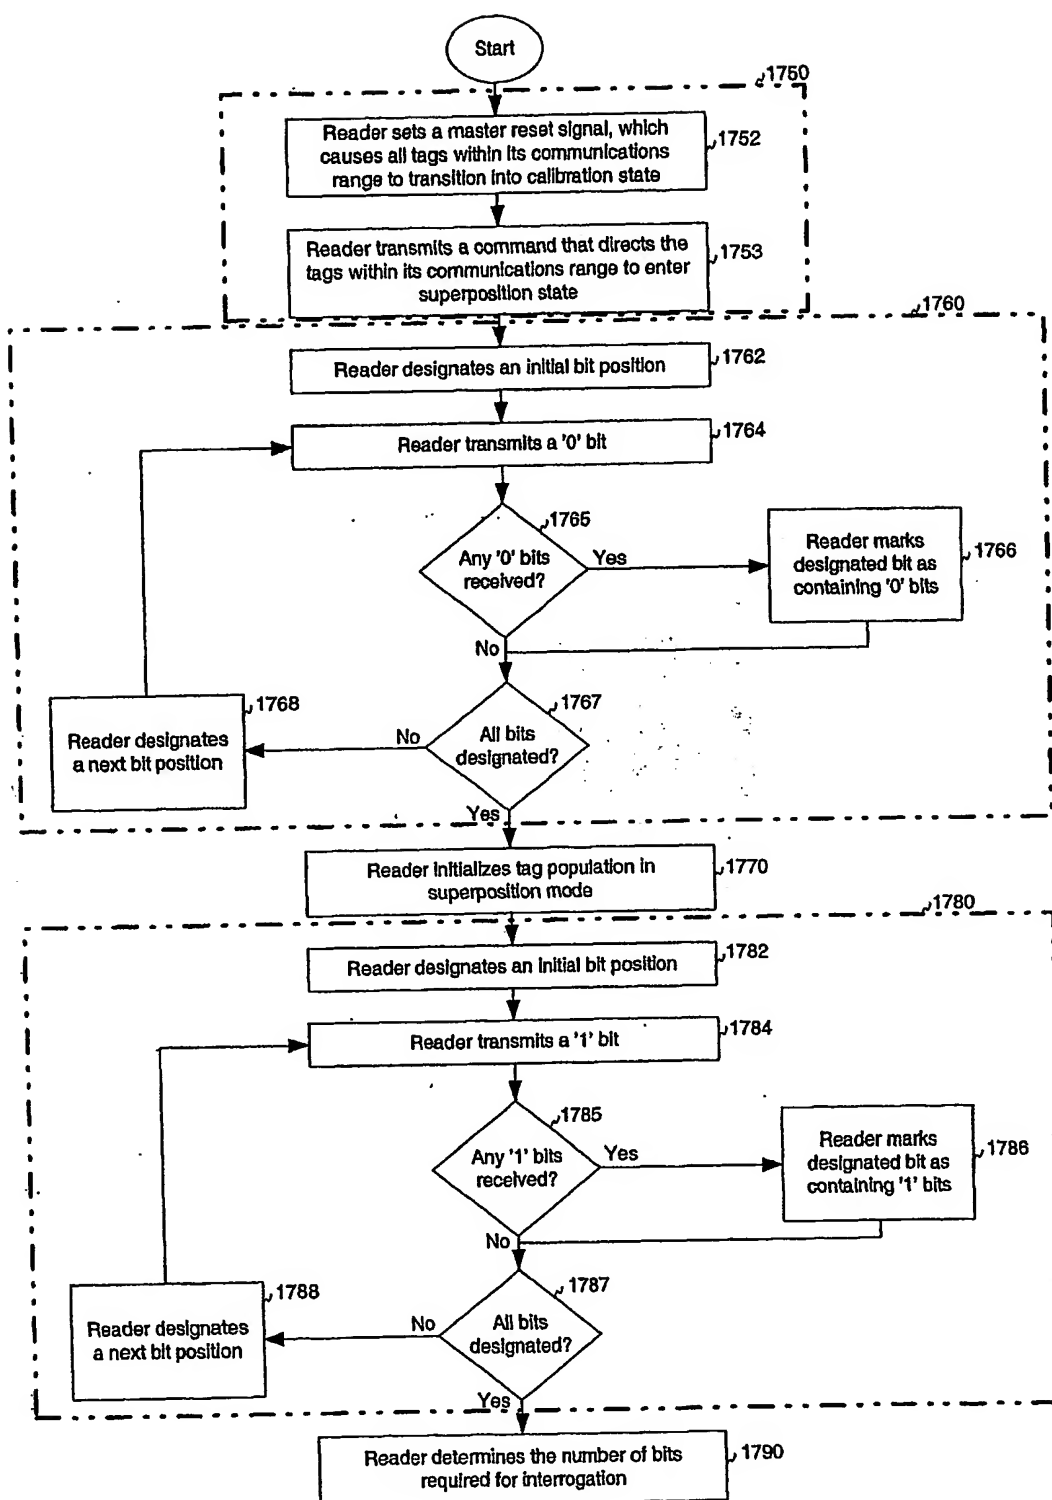 Start
1750
Reader sets a master reset signal, which
causes all tags within its communications
range to transition into calibration state
1752
Reader transmits a command that directs the
tags within its communications range to enter
superposition state
1753
1760
Reader designates an initial bit position
1762
Reader transmits a '0' bit
1764
1765
Any '0' bits
received?
Yes
Reader marks
designated bit as
containing '0' bits
1766
No
1767
All bits
designated?
No
1768
Reader designates
a next bit position
Yes
Reader initializes tag population in
superposition mode
1770
1780
Reader designates an initial bit position
1782
Reader transmits a '1' bit
1784
1785
Any '1' bits
received?
Yes
Reader marks
designated bit as
containing '1' bits
1786
No
1787
All bits
designated?
No
1788
Reader designates
a next bit position
Yes
Reader determines the number of bits
required for interrogation
1790